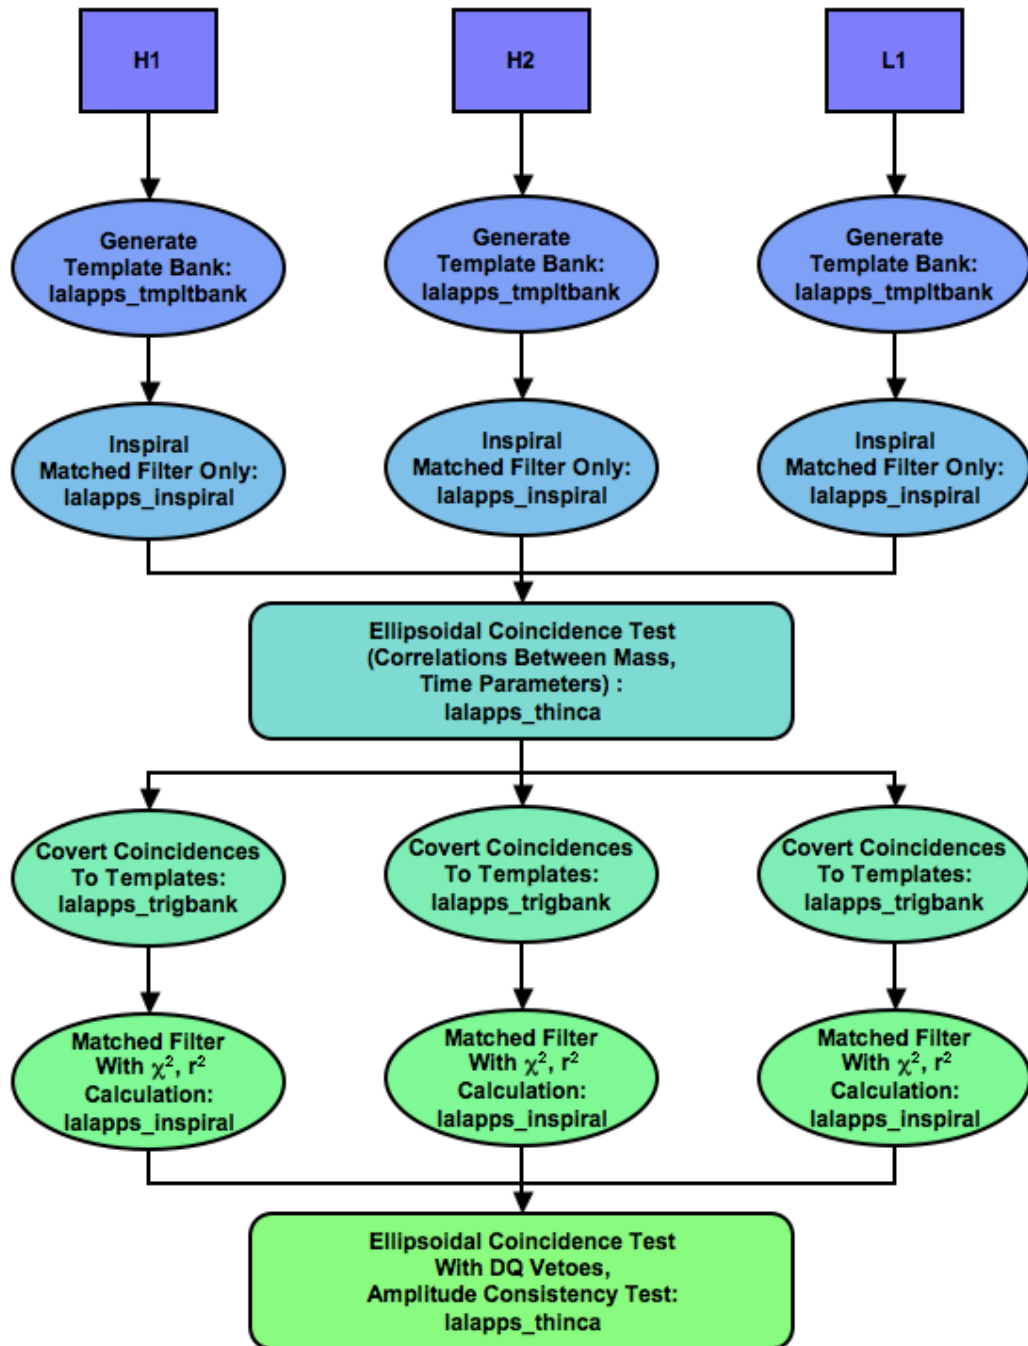 H1
H2
L1
Generate
Template Bank:
lalapps_tmpltbank
Generate
Template Bank:
lalapps_tmpltbank
Generate
Template Bank:
lalapps_tmpltbank
Inspiral
Matched Filter Only:
lalapps_inspiral
Inspiral
Matched Filter Only:
lalapps_inspiral
Inspiral
Matched Filter Only:
lalapps_inspiral
Ellipsoidal Coincidence Test
(Correlations Between Mass,
Time Parameters) :
lalapps_thinca
Covert Coincidences
To Templates:
lalapps_trigbank
Covert Coincidences
To Templates:
lalapps_trigbank
Covert Coincidences
To Templates:
lalapps_trigbank
Matched Filter
With χ², r²
Calculation:
lalapps_inspiral
Matched Filter
With χ², r²
Calculation:
lalapps_inspiral
Matched Filter
With χ², r²
Calculation:
lalapps_inspiral
Ellipsoidal Coincidence Test
With DQ Vetoes,
Amplitude Consistency Test:
lalapps_thinca